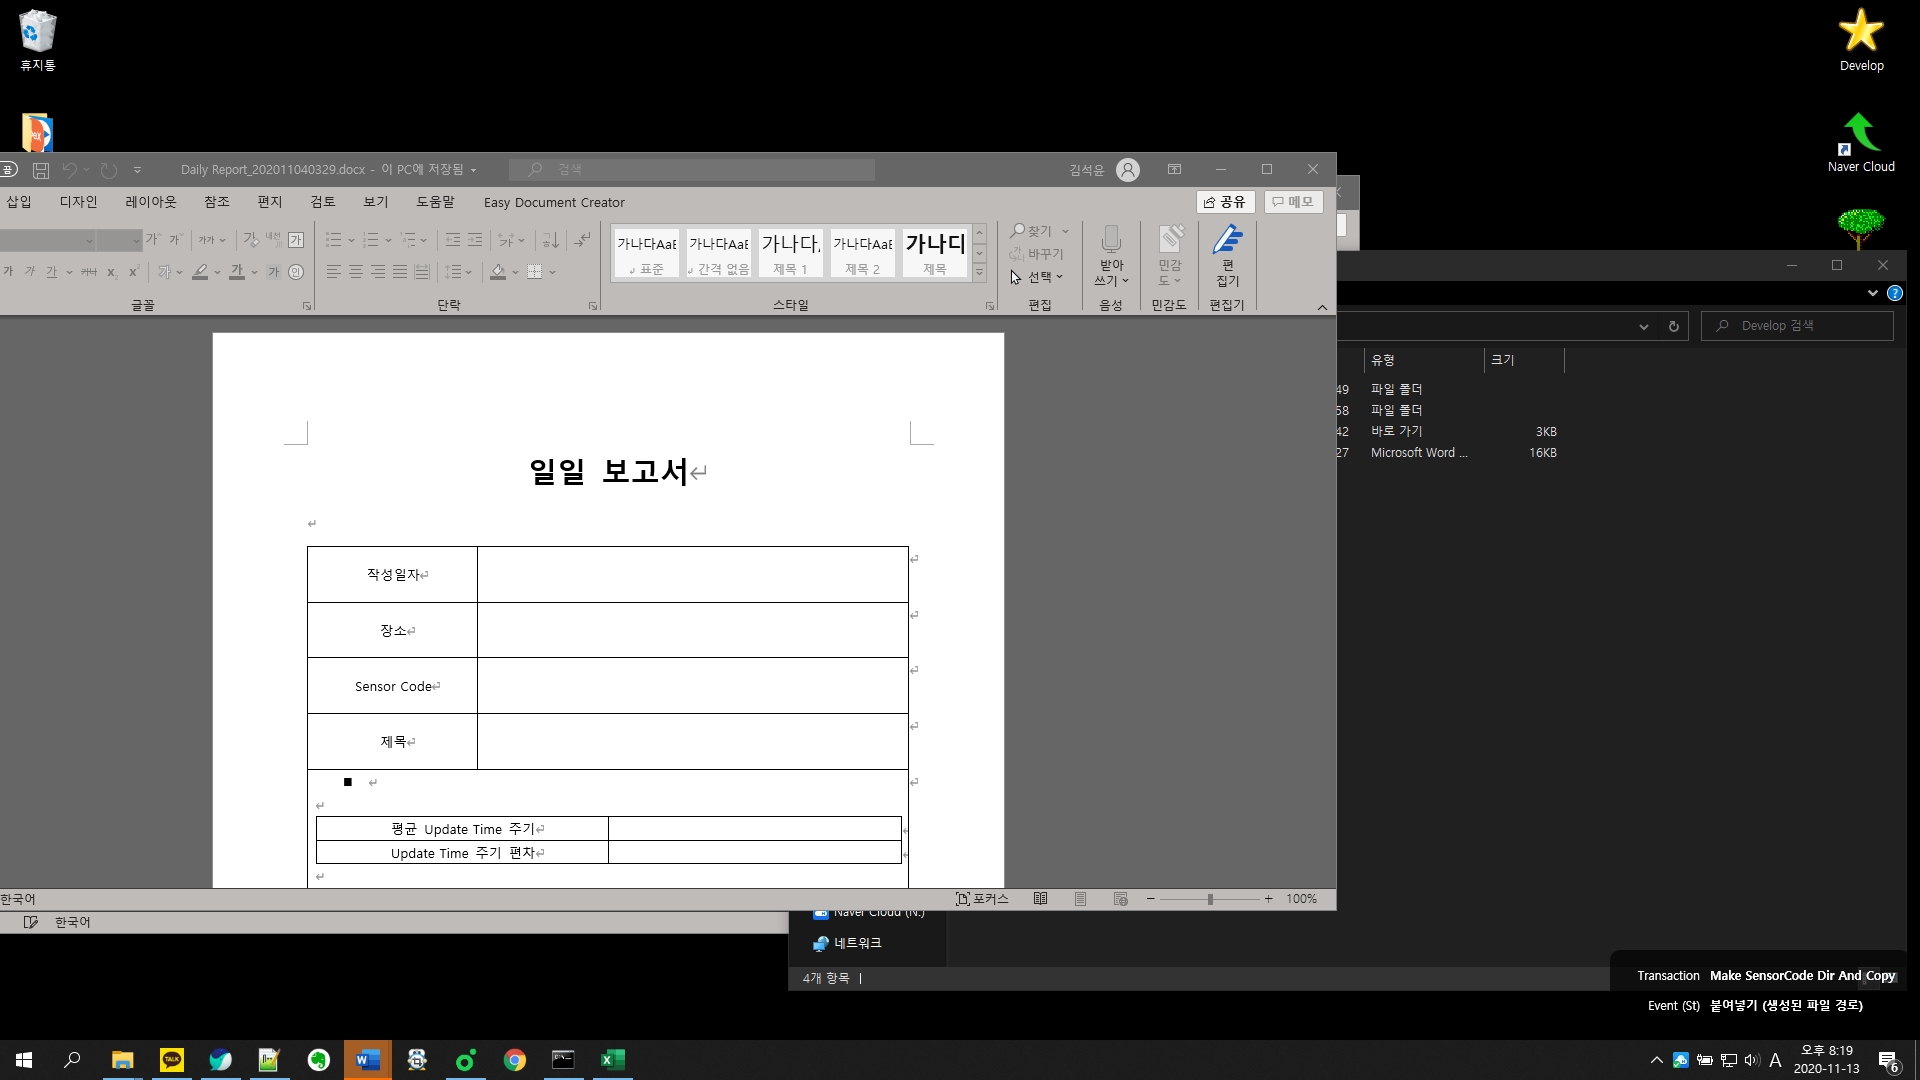 휴지통
Develop
Naver Cloud
Daily Report_202011040329.docx - 이 PC에 저장됨
검색
김석윤
삽입 디자인 레이아웃 참조 편지 검토 보기 도움말 Easy Document Creator
공유 메모
가나다AaB 가나다AaB 가나다, 가나다AaB 가나디
표준 간격 없음 제목 1 제목 2 제목
찾기
바꾸기
선택
받아
쓰기
민감
도
편
집기
글꼴 단락 스타일 편집 음성 민감도 편집기
Develop 검색
유형 크기
49 파일 폴더
58 파일 폴더
42 바로 가기 3KB
27 Microsoft Word ... 16KB
일일 보고서
작성일자
장소
Sensor Code
제목
평균 Update Time 주기
Update Time 주기 편차
한국어
포커스
100%
한국어
Naver Cloud (N:)
네트워크
4개 항목
Transaction Make SensorCode Dir And Copy
Event (St) 붙여넣기 (생성된 파일 경로)
TALK
A
오후 8:19
2020-11-13
6